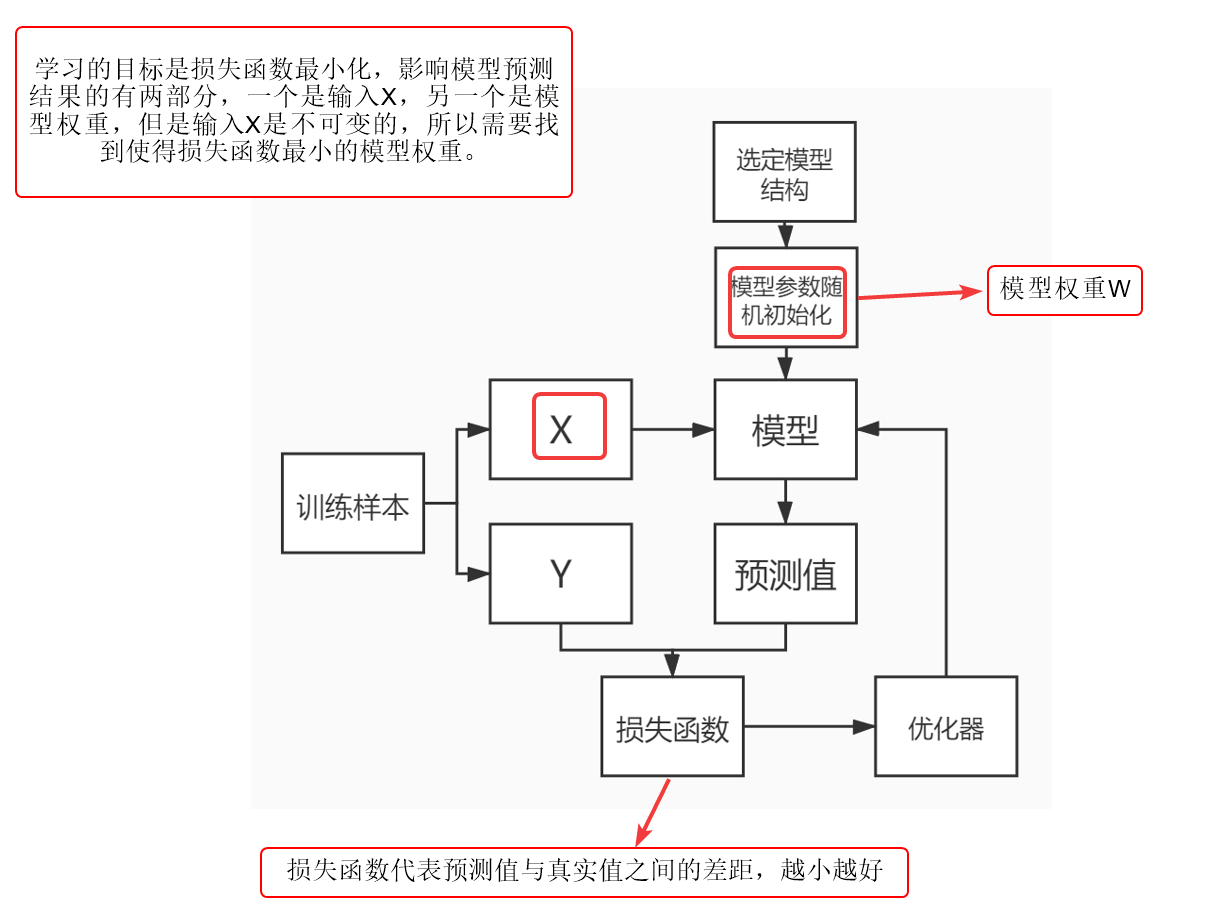 学习的目标是损失函数最小化，影响模型预测
结果的有两部分，一个是输入X，另一个是模
型权重，但是输入X是不可变的，所以需要找
到使得损失函数最小的模型权重。
选定模型
结构
模型参数随
机初始化
模型权重W
X
模型
训练样本
Y
预测值
损失函数
优化器
损失函数代表预测值与真实值之间的差距，越小越好